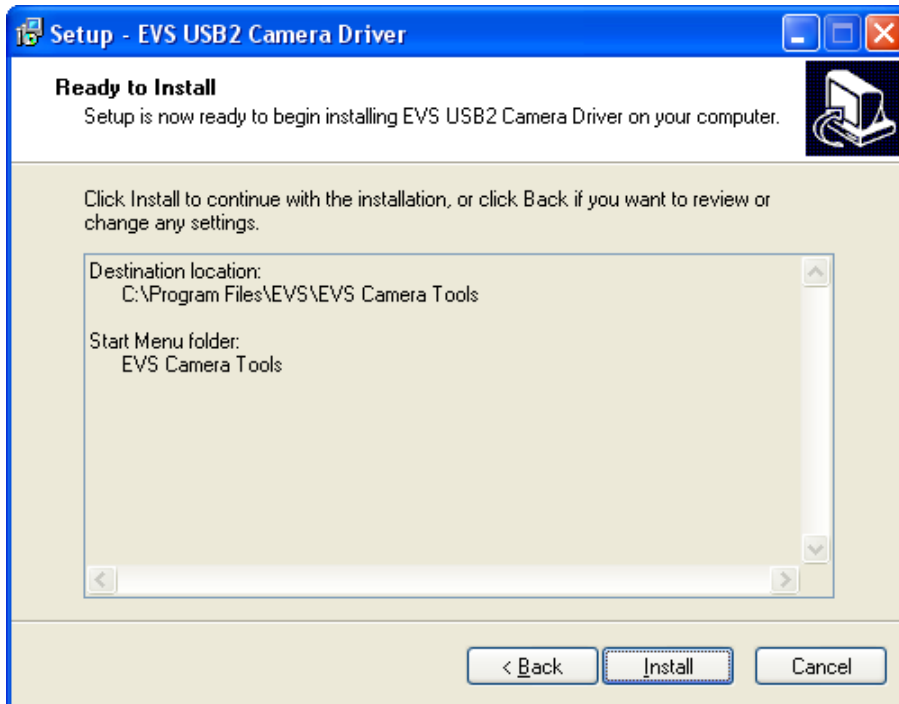 Setup - EVS USB2 Camera Driver
Ready to Install
Setup is now ready to begin installing EVS USB2 Camera Driver on your computer.
Click Install to continue with the installation, or click Back if you want to review or
change any settings.
Destination location:
C:\Program Files\EVS\EVS Camera Tools
Start Menu folder:
EVS Camera Tools
< Back
Install
Cancel